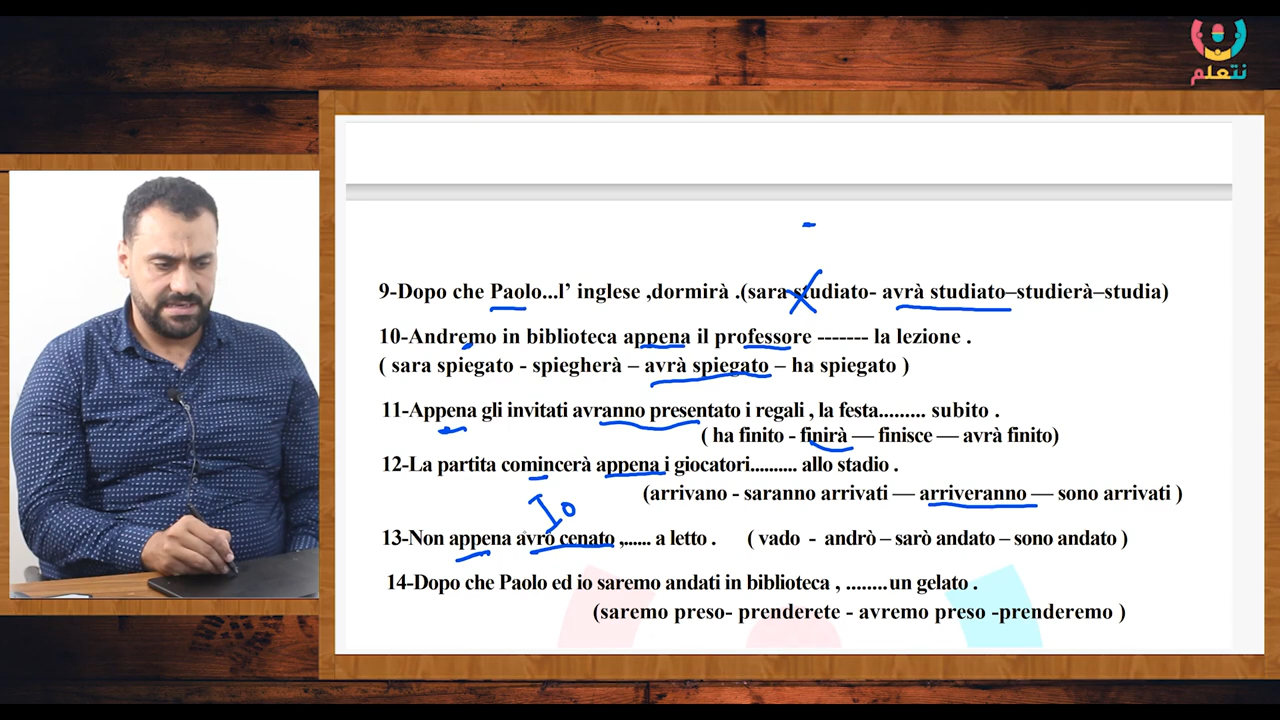 نتعلم
9-Dopo che Paolo...l’ inglese ,dormirà .(sara studiato- avrà studiato–studierà–studia)
10-Andremo in biblioteca appena il professore ------- la lezione .
( sara spiegato - spiegherà – avrà spiegato – ha spiegato )
11-Appena gli invitati avranno presentato i regali , la festa......... subito .
( ha finito - finirà — finisce — avrà finito)
12-La partita comincerà appena i giocatori.......... allo stadio .
(arrivano - saranno arrivati — arriveranno — sono arrivati )
Io
13-Non appena avrò cenato ,...... a letto . ( vado - andrò – sarò andato – sono andato )
14-Dopo che Paolo ed io saremo andati in biblioteca , ........un gelato .
(saremo preso- prenderete - avremo preso -prenderemo )